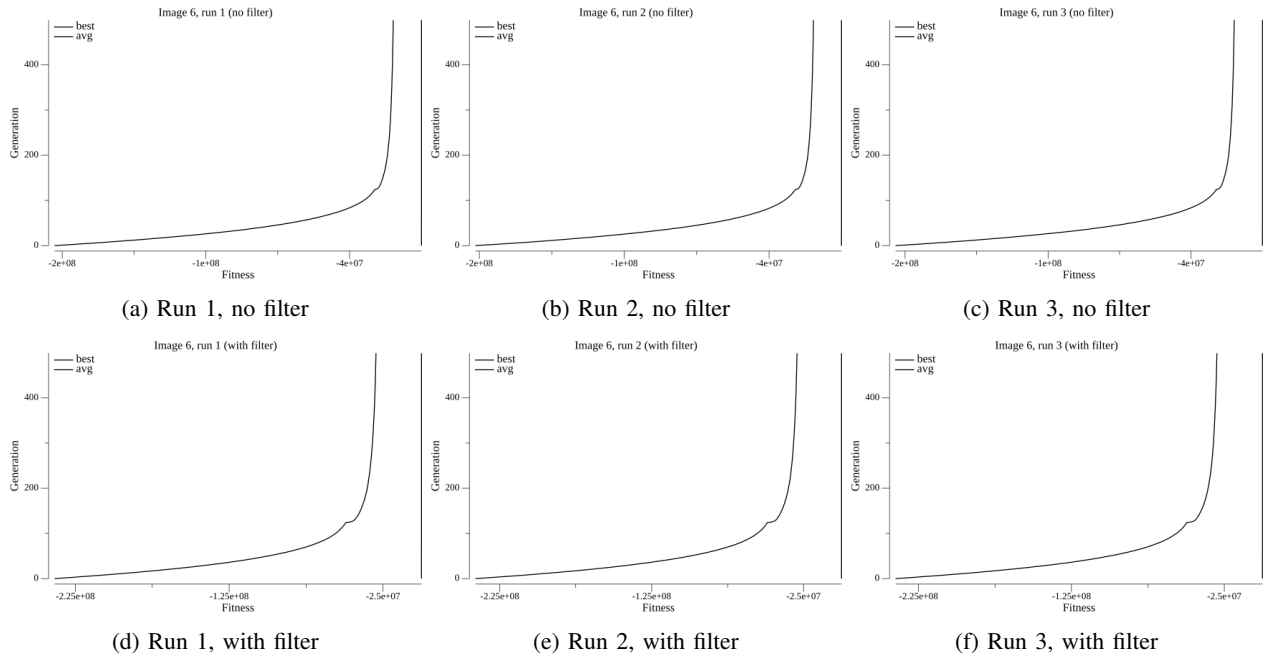 Image 6, run 1 (no filter)
best
avg
400
200
0
Generation
-2e+08
-1e+08
-4e+07
Fitness
(a) Run 1, no filter
Image 6, run 2 (no filter)
best
avg
400
200
0
Generation
-2e+08
-1e+08
-4e+07
Fitness
(b) Run 2, no filter
Image 6, run 3 (no filter)
best
avg
400
200
0
Generation
-2e+08
-1e+08
-4e+07
Fitness
(c) Run 3, no filter
Image 6, run 1 (with filter)
best
avg
400
200
0
Generation
-2.25e+08
-1.25e+08
-2.5e+07
Fitness
(d) Run 1, with filter
Image 6, run 2 (with filter)
best
avg
400
200
0
Generation
-2.25e+08
-1.25e+08
-2.5e+07
Fitness
(e) Run 2, with filter
Image 6, run 3 (with filter)
best
avg
400
200
0
Generation
-2.25e+08
-1.25e+08
-2.5e+07
Fitness
(f) Run 3, with filter